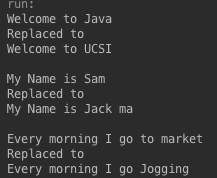 run:
Welcome to Java
Replaced to
Welcome to UCSI
My Name is Sam
Replaced to
My Name is Jack ma
Every morning I go to market
Replaced to
Every morning I go Jogging